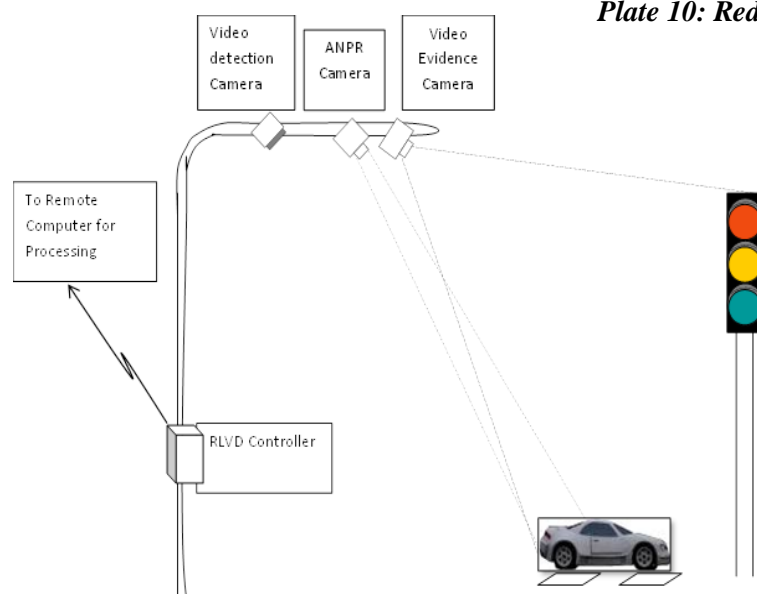 Plate 10: Red
Video
detection
Camera
ANPR
Camera
Video
Evidence
Camera
To Remote
Computer for
Processing
RLVD Controller